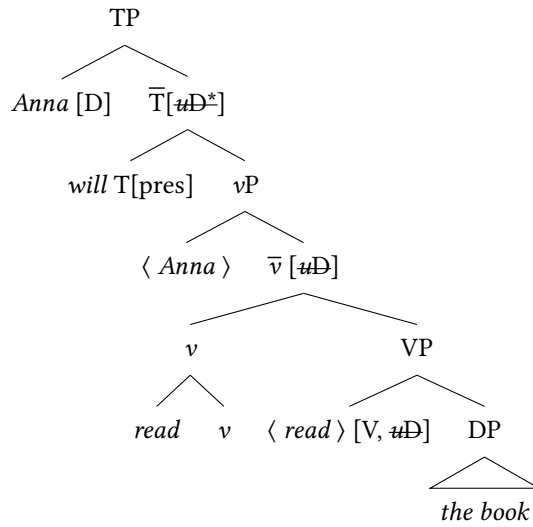 TP
Anna [D] T̅[uD*]
will T[pres] vP
⟨ Anna ⟩ v̅ [uD]
v VP
read v ⟨ read ⟩ [V, uD] DP
the book